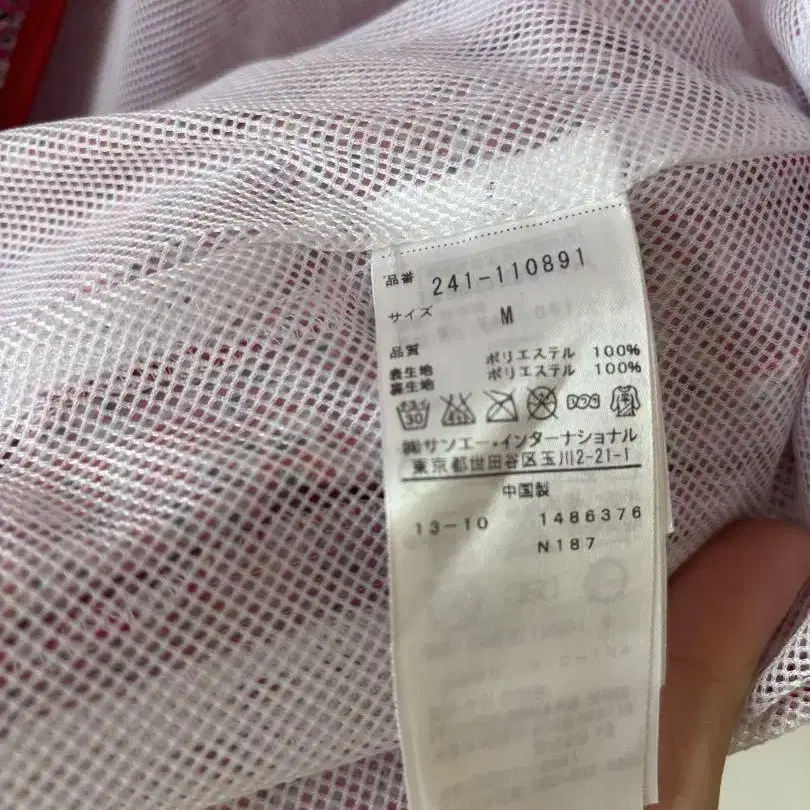 品番 241-110891
サイズ M
品質
表生地 ポリエステル 100%
裏生地 ポリエステル 100%
㈱サンエー・インターナショナル
東京都世田谷区玉川2-21-1
中国製
13-10 1486376
N187